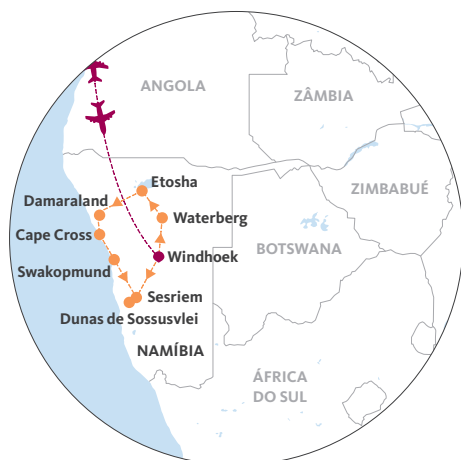 ANGOLA
ZÂMBIA
Etosha
ZIMBABUÉ
Damaraland
Waterberg
Cape Cross
BOTSWANA
Windhoek
Swakopmund
Sesriem
Dunas de Sossusvlei
NAMÍBIA
ÁFRICA
DO SUL